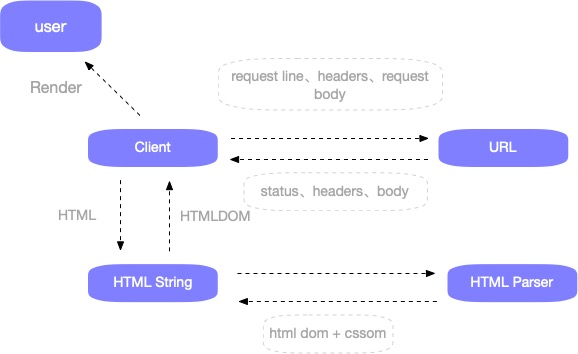 user
Render
request line、headers、request
body
Client
URL
status、headers、body
HTML
HTMLDOM
HTML String
HTML Parser
html dom + cssom